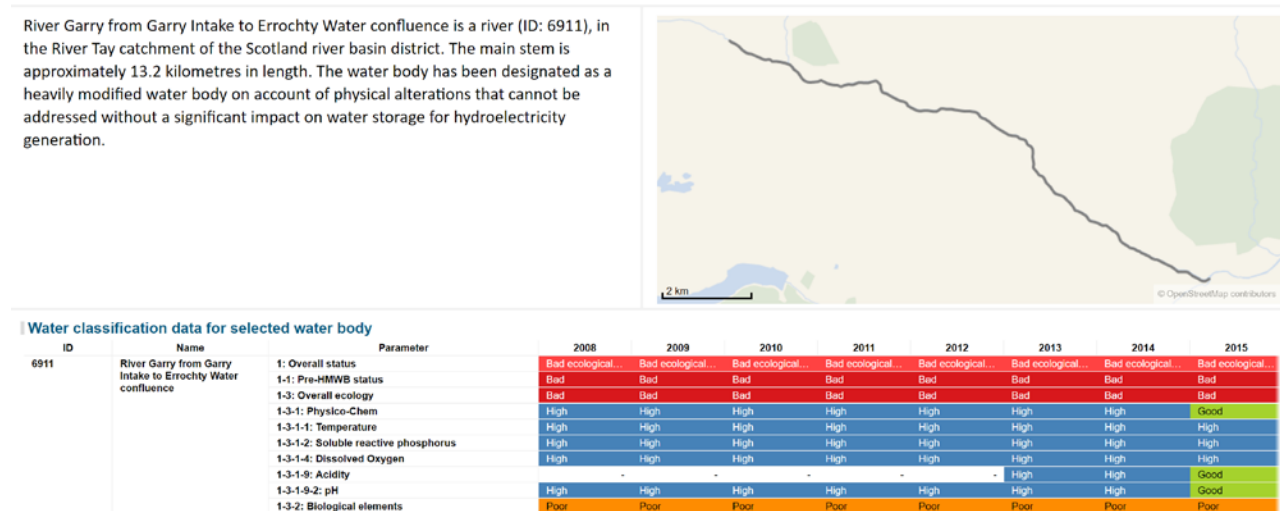 River Garry from Garry Intake to Errochty Water confluence is a river (ID: 6911), in
the River Tay catchment of the Scotland river basin district. The main stem is
approximately 13.2 kilometres in length. The water body has been designated as a
heavily modified water body on account of physical alterations that cannot be
addressed without a significant impact on water storage for hydroelectricity
generation.
2 km
© OpenStreetMap contributors
Water classification data for selected water body
ID Name Parameter 2008 2009 2010 2011 2012 2013 2014 2015
6911 River Garry from Garry 1: Overall status Bad ecological... Bad ecological... Bad ecological... Bad ecological... Bad ecological... Bad ecological... Bad ecological... Bad ecological...
Intake to Errochty Water 1-1: Pre-HMWB status Bad Bad Bad Bad Bad Bad Bad Bad
confluence 1-3: Overall ecology Bad Bad Bad Bad Bad Bad Bad Bad
1-3-1: Physico-Chem High High High High High High High Good
1-3-1-1: Temperature High High High High High High High High
1-3-1-2: Soluble reactive phosphorus High High High High High High High High
1-3-1-4: Dissolved Oxygen High High High High High High High High
1-3-1-9: Acidity - - - - - High High Good
1-3-1-9-2: pH High High High High High High High Good
1-3-2: Biological elements Poor Poor Poor Poor Poor Poor Poor Poor